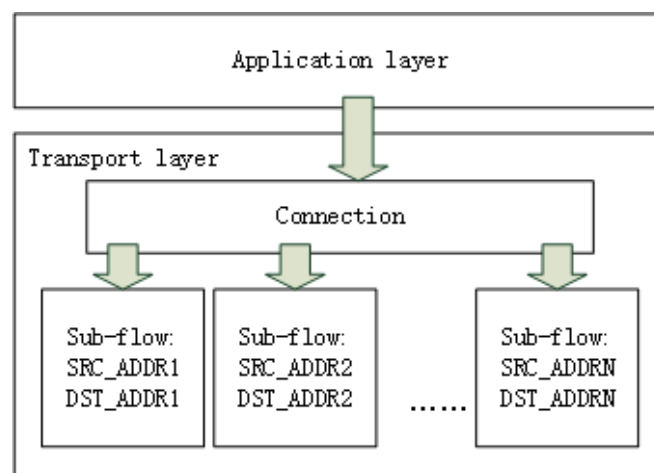 Application layer
Transport layer
Connection
Sub-flow:
SRC_ADDR1
DST_ADDR1
Sub-flow:
SRC_ADDR2
DST_ADDR2
……
Sub-flow:
SRC_ADDRN
DST_ADDRN